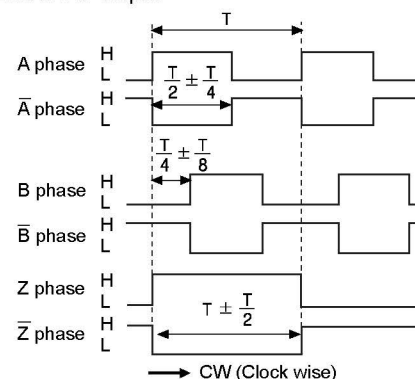 T
A phase H
L
T/2 ± T/4
A̅ phase H
L
T/4 ± T/8
B phase H
L
B̅ phase H
L
Z phase H
L
T ± T/2
Z̅ phase H
L
CW (Clock wise)